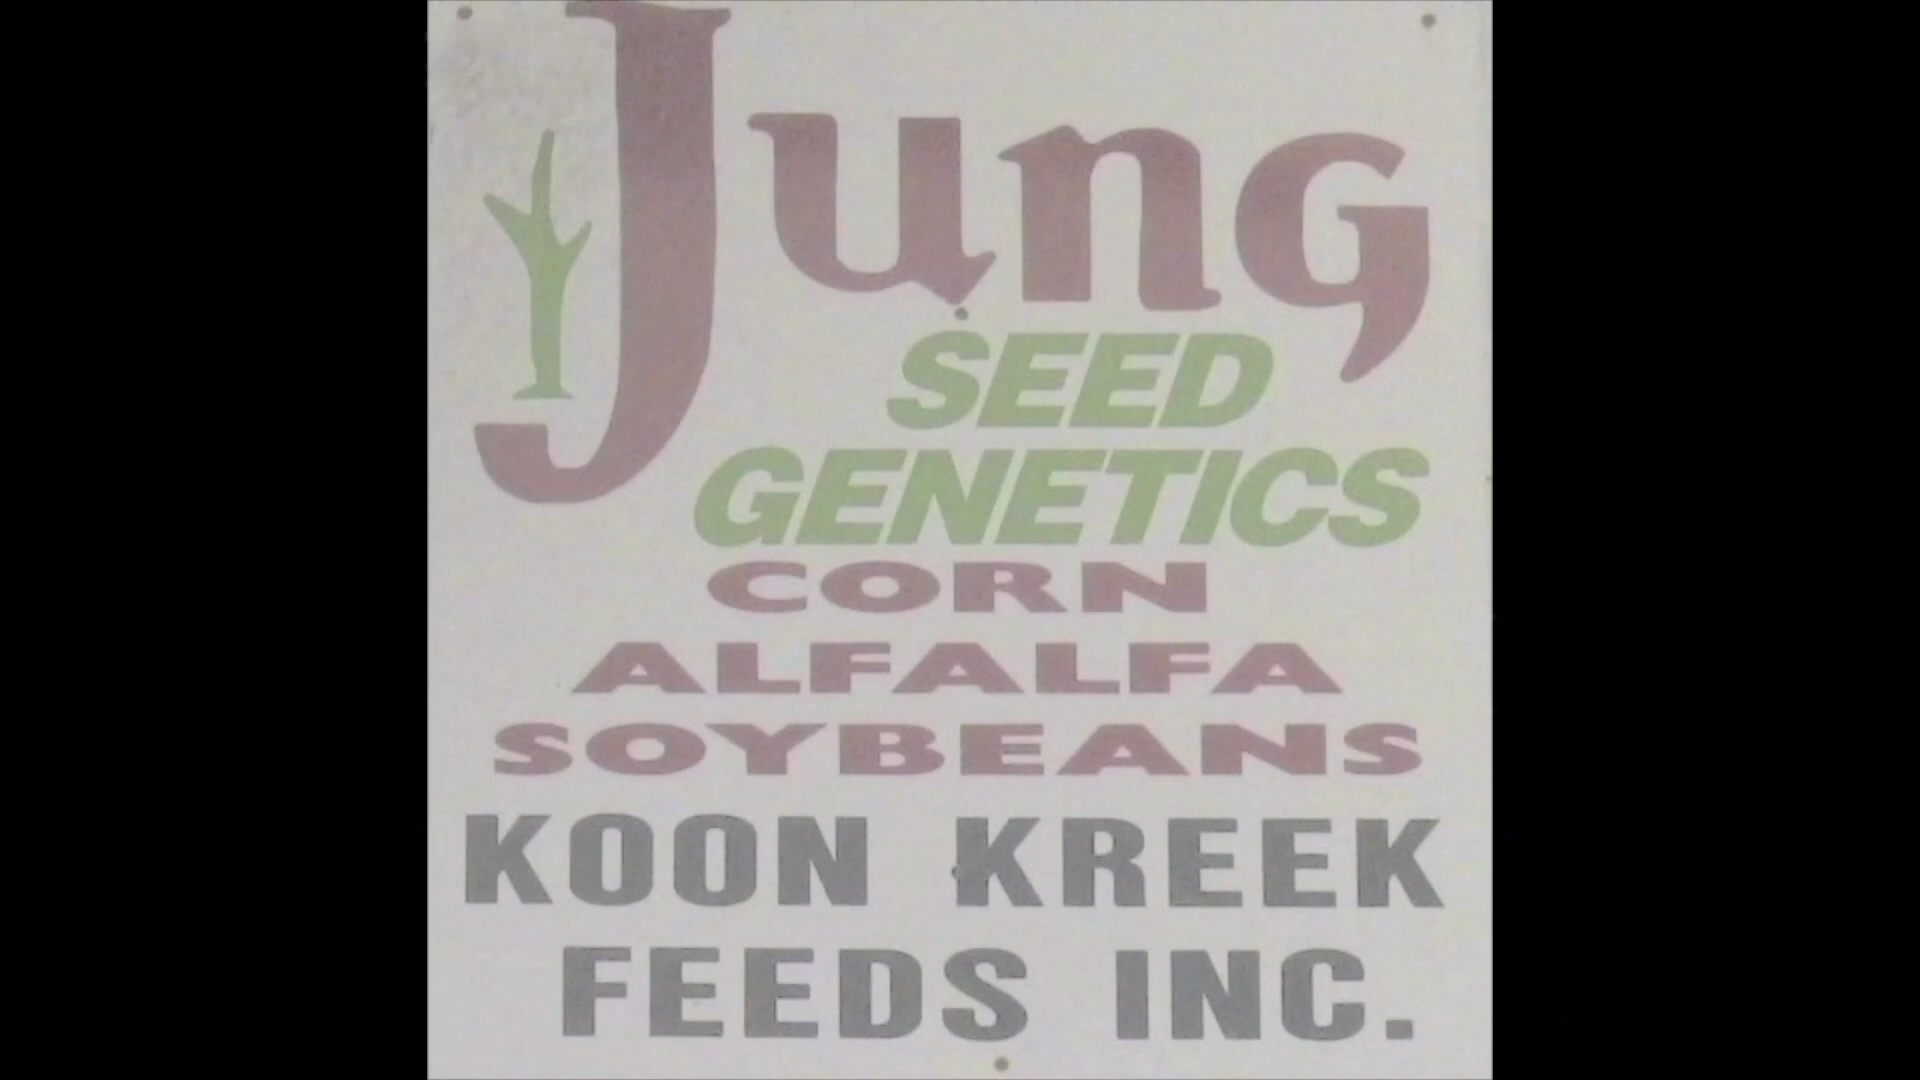 Jung
SEED
GENETICS
CORN
ALFALFA
SOYBEANS
KOON KREEK
FEEDS INC.